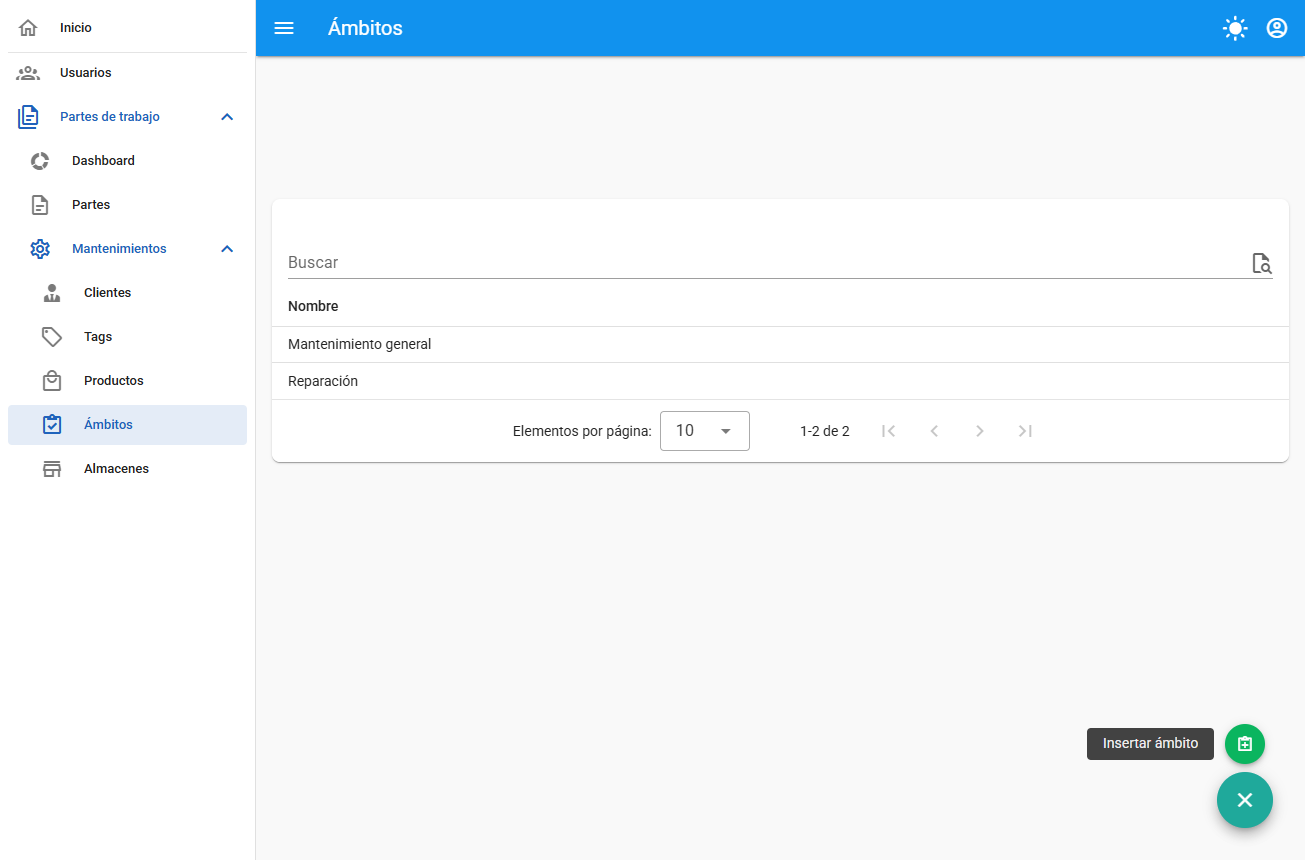 Inicio
Usuarios
Partes de trabajo
Dashboard
Partes
Mantenimientos
Clientes
Tags
Productos
Ámbitos
Almacenes
Ámbitos
Buscar
Nombre
Mantenimiento general
Reparación
Elementos por página: 10 1-2 de 2
Insertar ámbito